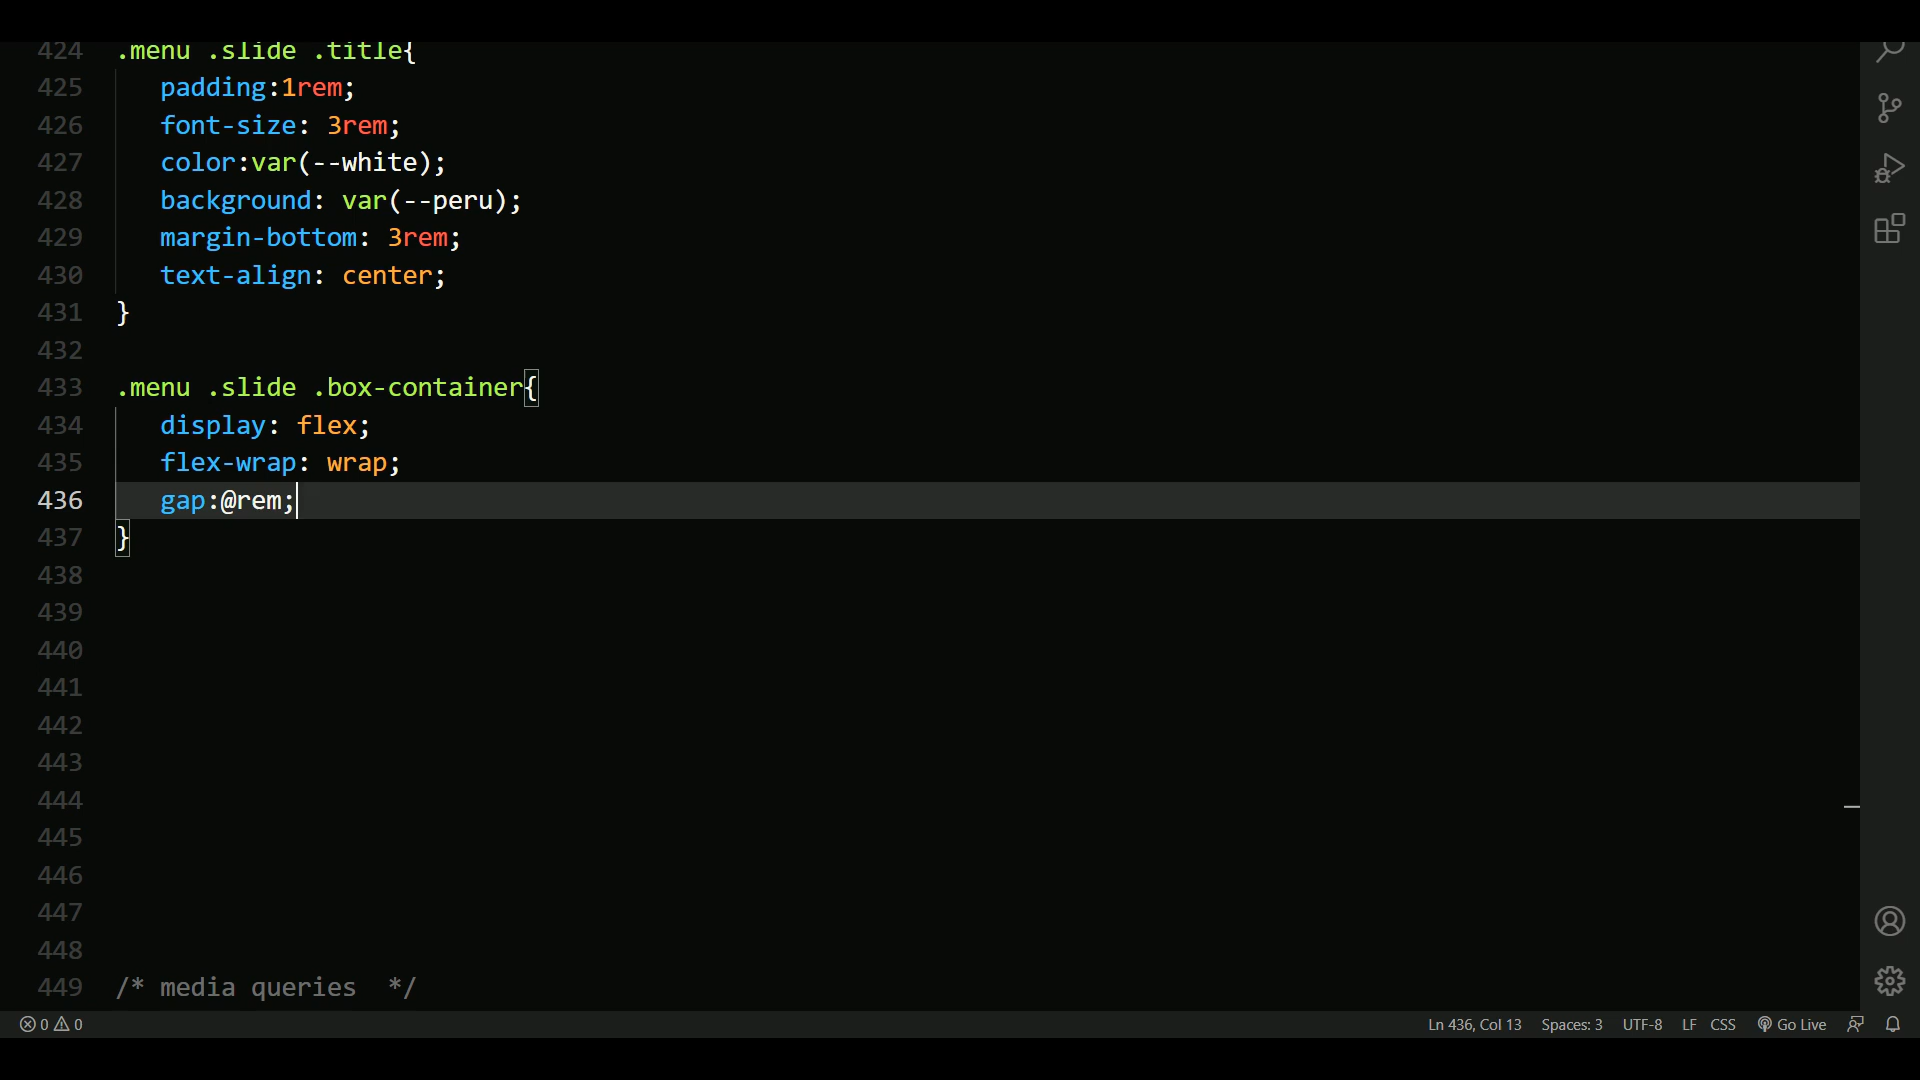 424 .menu .slide .title{
425 padding:1rem;
426 font-size: 3rem;
427 color:var(--white);
428 background: var(--peru);
429 margin-bottom: 3rem;
430 text-align: center;
431 }
432
433 .menu .slide .box-container{
434 display: flex;
435 flex-wrap: wrap;
436 gap:@rem;
437 }
438
439
440
441
442
443
444
445
446
447
448
449 /* media queries  */
0 0 Ln 436, Col 13 Spaces: 3 UTF-8 LF CSS Go Live